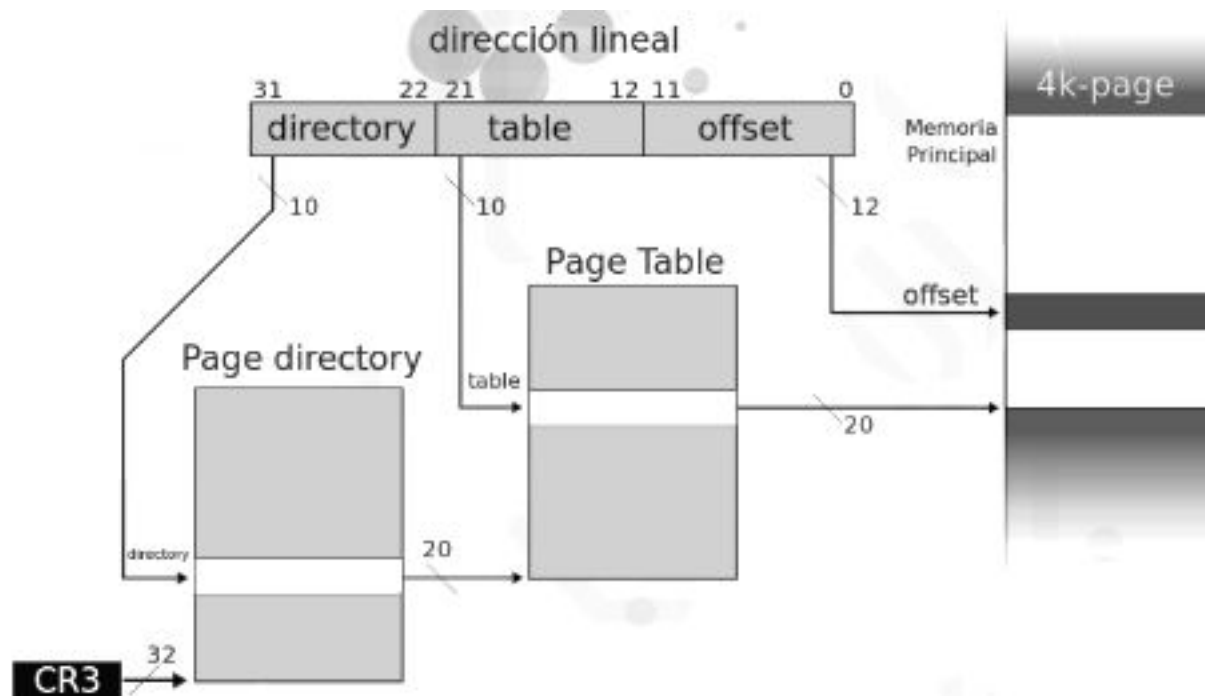 dirección lineal
31 22 21 12 11 0
directory table offset
4k-page
Memoria
Principal
10 10 12
Page Table
offset
Page directory
table
20
directory
20
CR3 32